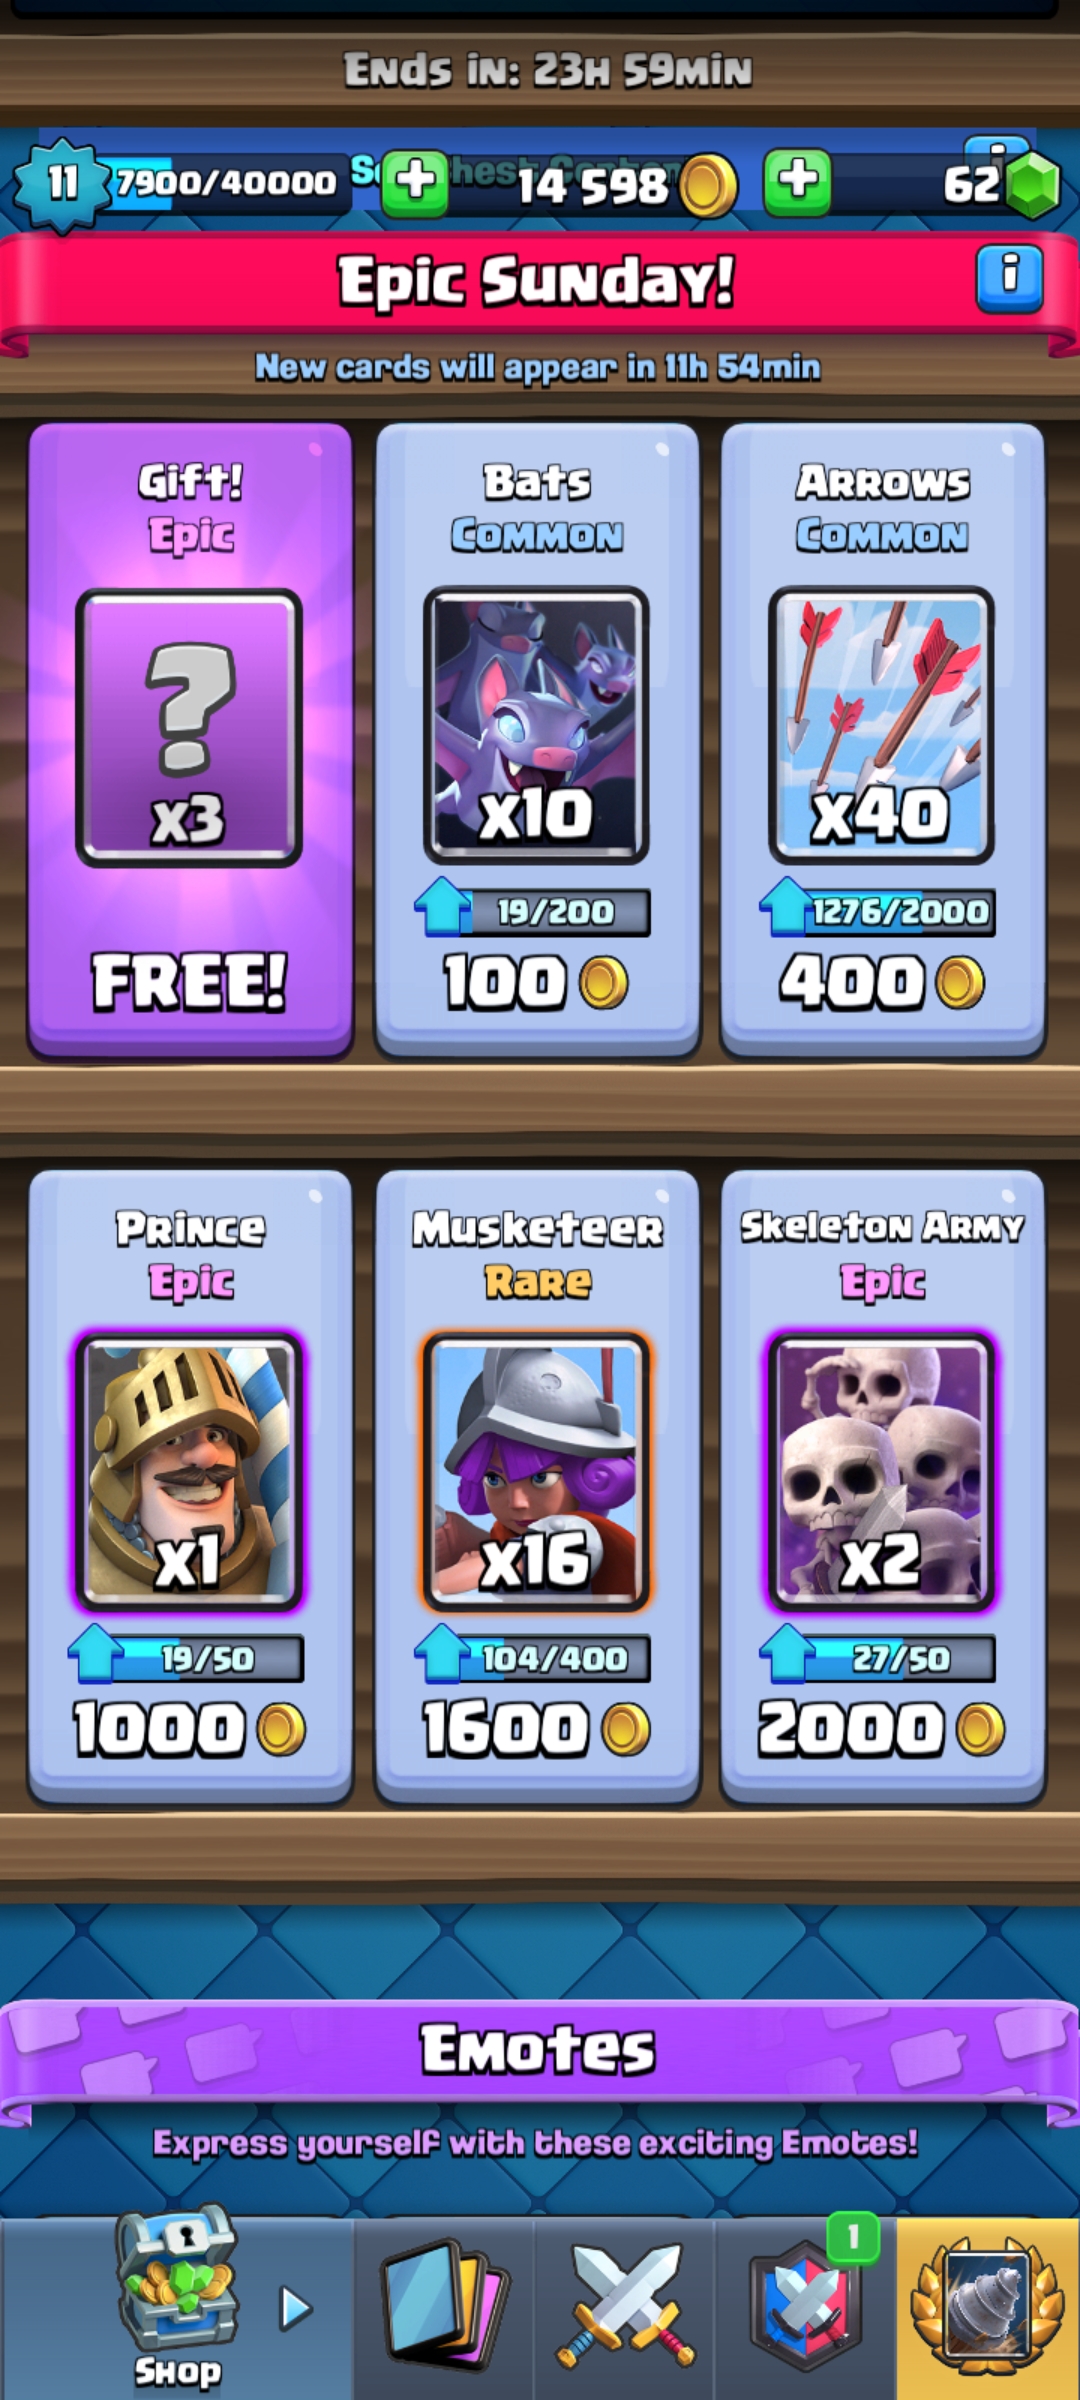 Ends in: 23h 59min
11
7900/40000
14 598
62
Epic Sunday!
New cards will appear in 11h 54min
Gift!
Epic
x3
FREE!
Bats
Common
x10
19/200
100
Arrows
Common
x40
1276/2000
400
Prince
Epic
x1
19/50
1000
Musketeer
Rare
x16
104/400
1600
Skeleton Army
Epic
x2
27/50
2000
Emotes
Express yourself with these exciting Emotes!
1
Shop